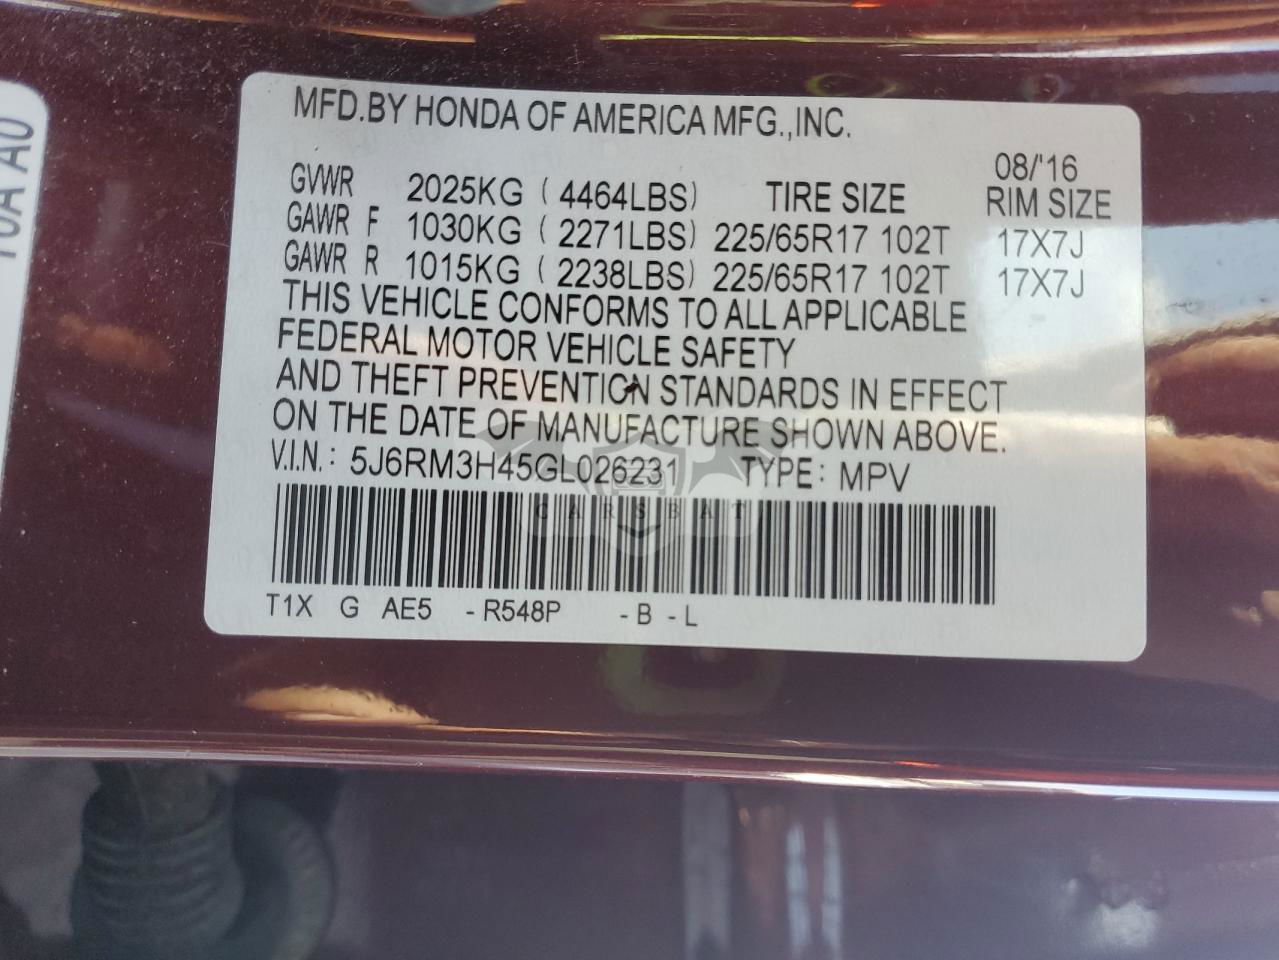 MFD.BY HONDA OF AMERICA MFG.,INC.
08/'16
GVWR 2025KG ( 4464LBS) TIRE SIZE RIM SIZE
GAWR F 1030KG ( 2271LBS) 225/65R17 102T 17X7J
GAWR R 1015KG ( 2238LBS) 225/65R17 102T 17X7J
THIS VEHICLE CONFORMS TO ALL APPLICABLE
FEDERAL MOTOR VEHICLE SAFETY
AND THEFT PREVENTION STANDARDS IN EFFECT
ON THE DATE OF MANUFACTURE SHOWN ABOVE.
V.I.N.: 5J6RM3H45GL026231 TYPE: MPV
CARSBAT
T1X G AE5 -R548P -B -L
10A A0